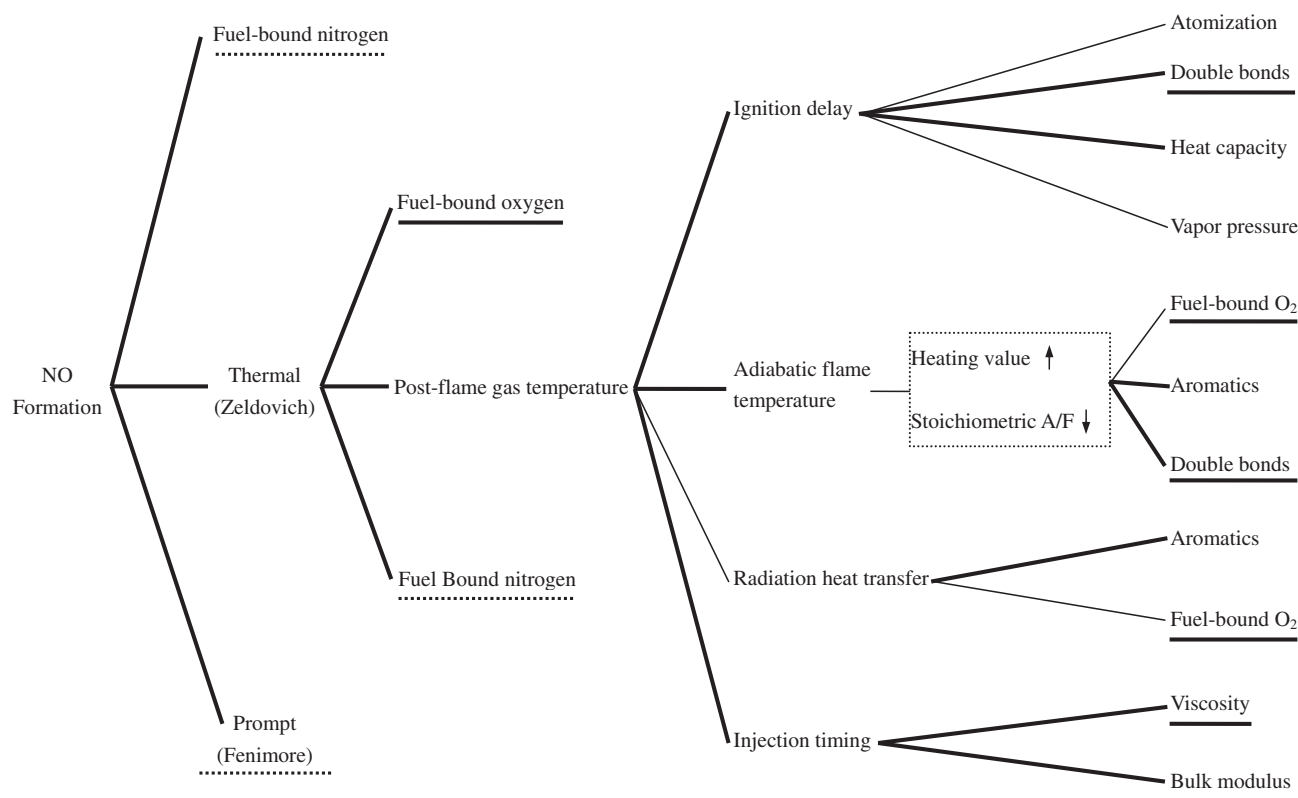 Fuel-bound nitrogen
NO
Formation
Thermal
(Zeldovich)
Prompt
(Fenimore)
Fuel-bound oxygen
Post-flame gas temperature
Fuel Bound nitrogen
Ignition delay
Adiabatic flame
temperature
Radiation heat transfer
Injection timing
Heating value ↑
Stoichiometric A/F ↓
Atomization
Double bonds
Heat capacity
Vapor pressure
Fuel-bound O₂
Aromatics
Double bonds
Aromatics
Fuel-bound O₂
Viscosity
Bulk modulus